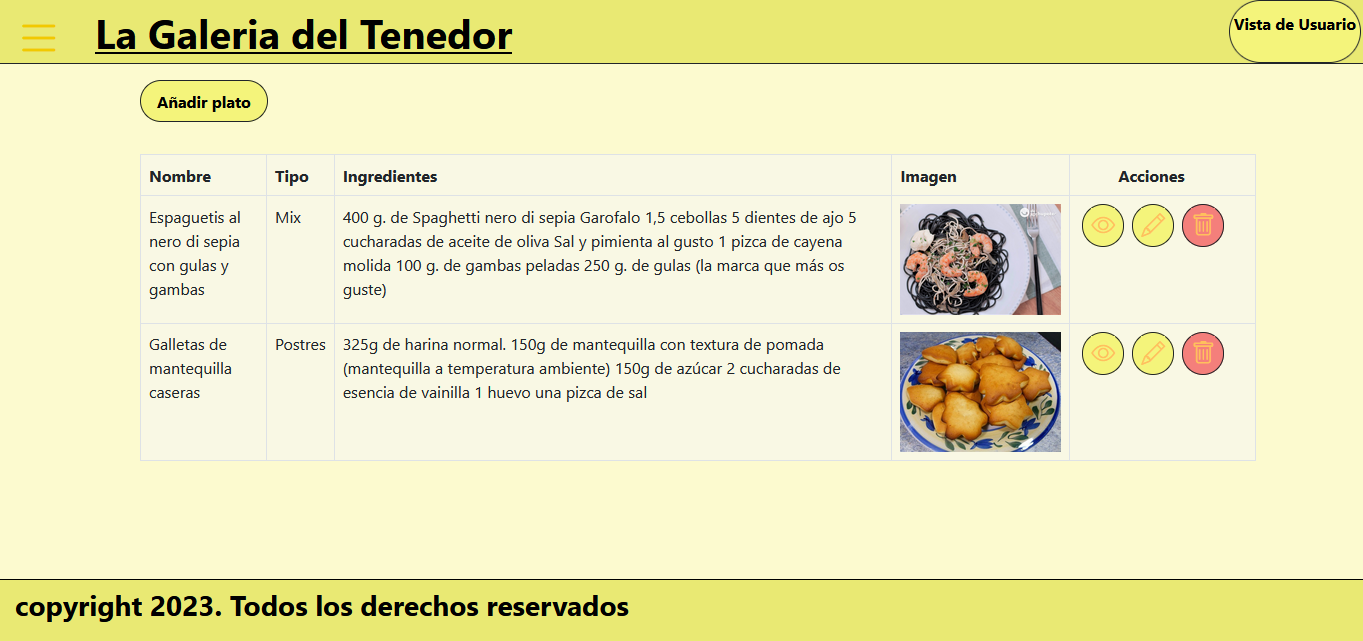 La Galeria del Tenedor
Vista de Usuario
Añadir plato
Nombre
Tipo
Ingredientes
Imagen
Acciones
Espaguetis al
nero di sepia
con gulas y
gambas
Mix
400 g. de Spaghetti nero di sepia Garofalo 1,5 cebollas 5 dientes de ajo 5
cucharadas de aceite de oliva Sal y pimienta al gusto 1 pizca de cayena
molida 100 g. de gambas peladas 250 g. de gulas (la marca que más os
guste)
Galletas de
mantequilla
caseras
Postres
325g de harina normal. 150g de mantequilla con textura de pomada
(mantequilla a temperatura ambiente) 150g de azúcar 2 cucharadas de
esencia de vainilla 1 huevo una pizca de sal
copyright 2023. Todos los derechos reservados